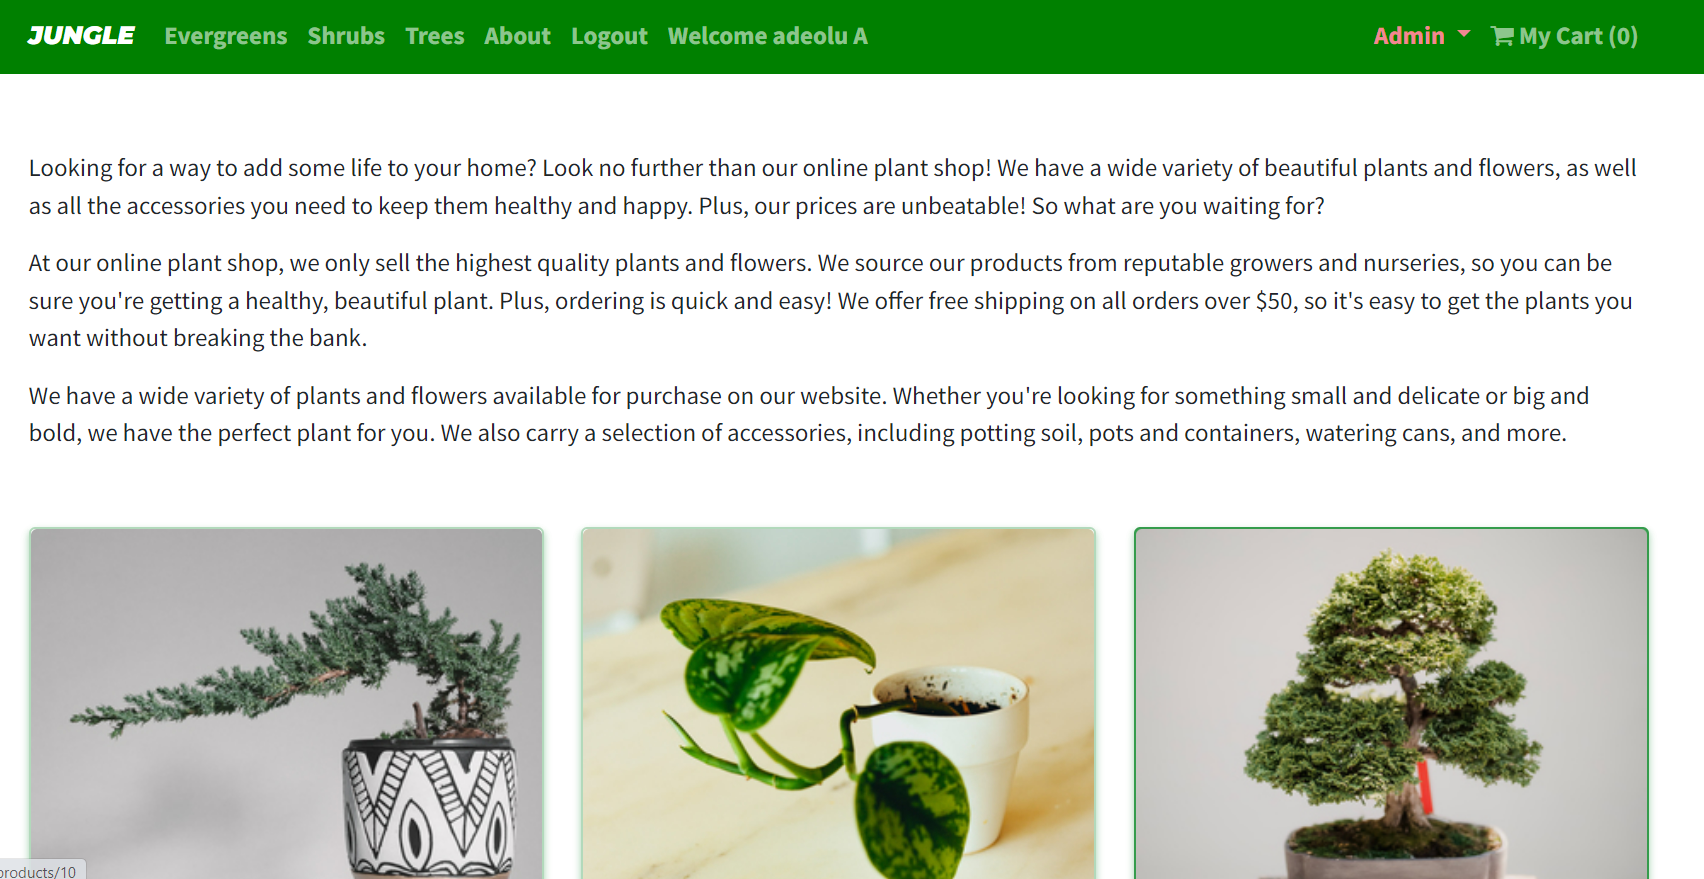 JUNGLE Evergreens Shrubs Trees About Logout Welcome adeolu A Admin My Cart (0)
Looking for a way to add some life to your home? Look no further than our online plant shop! We have a wide variety of beautiful plants and flowers, as well
as all the accessories you need to keep them healthy and happy. Plus, our prices are unbeatable! So what are you waiting for?
At our online plant shop, we only sell the highest quality plants and flowers. We source our products from reputable growers and nurseries, so you can be
sure you're getting a healthy, beautiful plant. Plus, ordering is quick and easy! We offer free shipping on all orders over $50, so it's easy to get the plants you
want without breaking the bank.
We have a wide variety of plants and flowers available for purchase on our website. Whether you're looking for something small and delicate or big and
bold, we have the perfect plant for you. We also carry a selection of accessories, including potting soil, pots and containers, watering cans, and more.
products/10